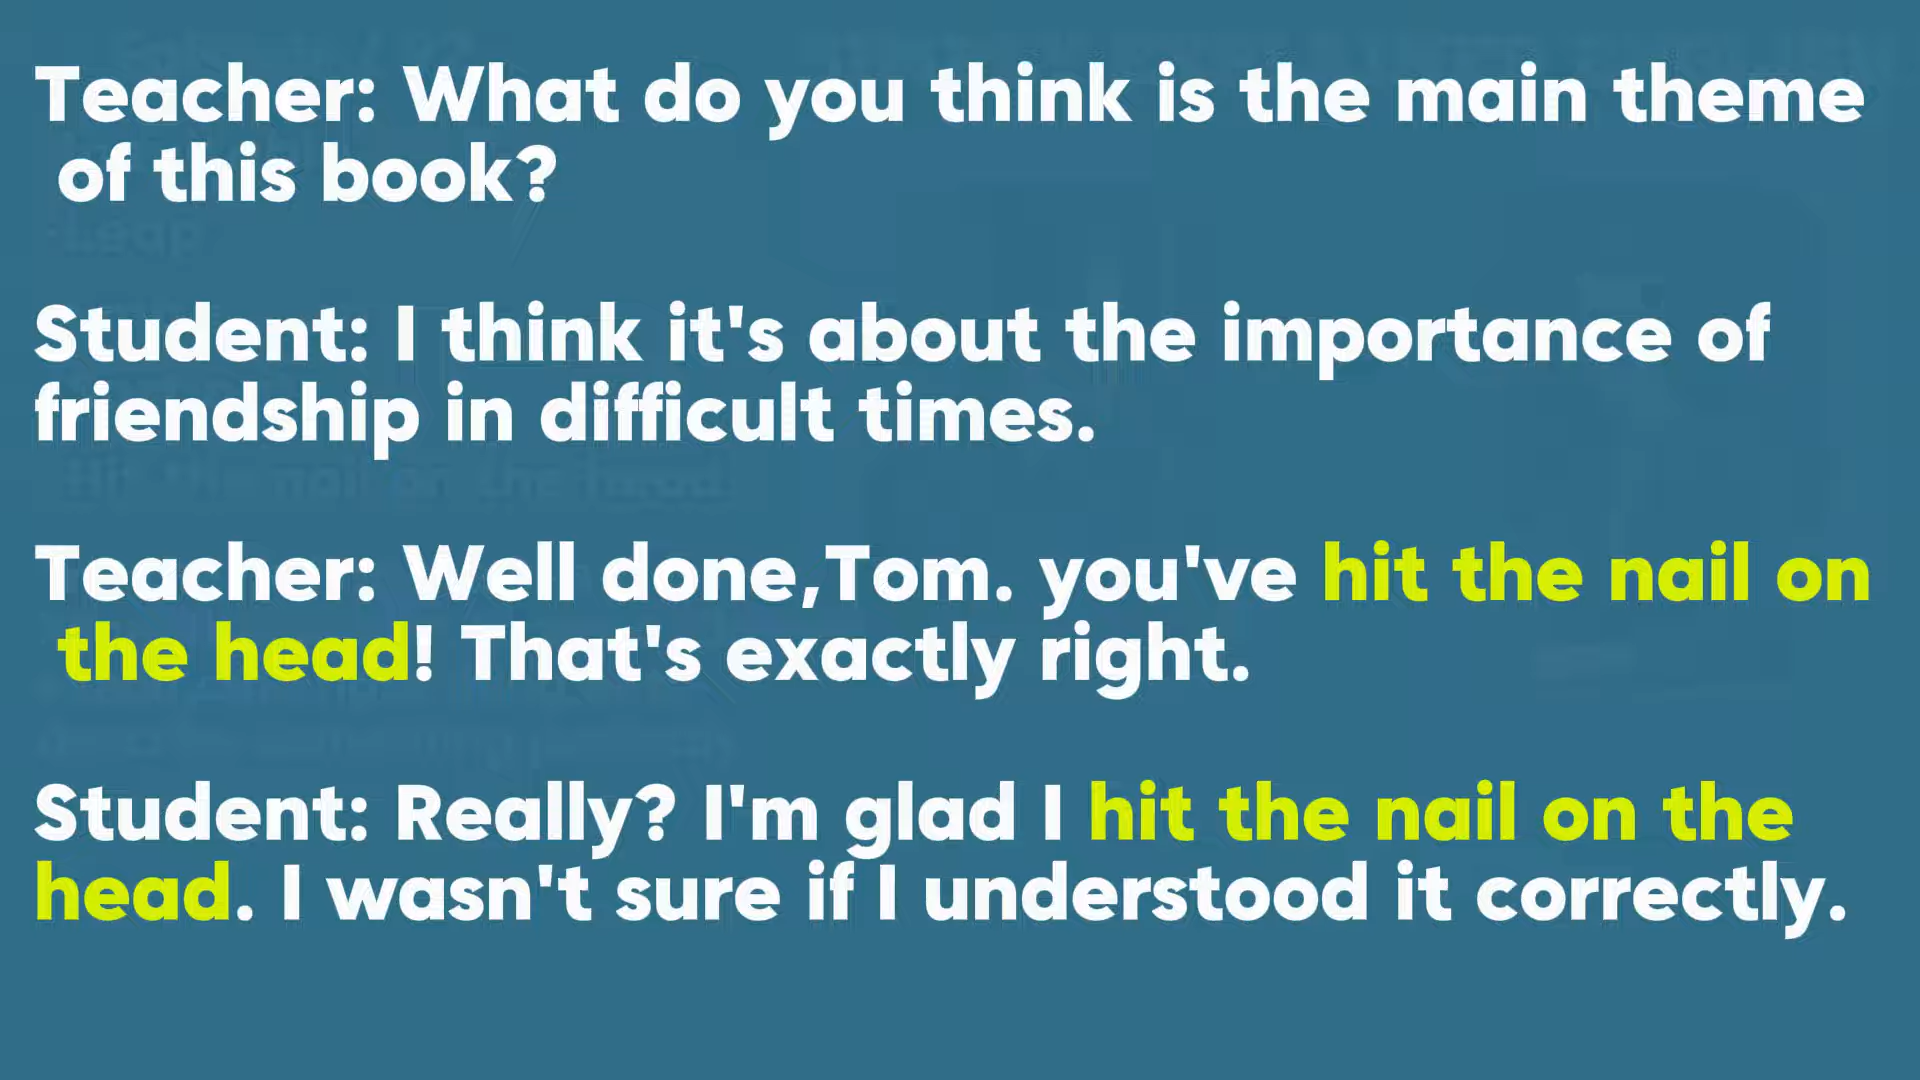 Teacher: What do you think is the main theme
of this book?
Student: I think it's about the importance of
friendship in difficult times.
Teacher: Well done,Tom. you've hit the nail on
the head! That's exactly right.
Student: Really? I'm glad I hit the nail on the
head. I wasn't sure if I understood it correctly.